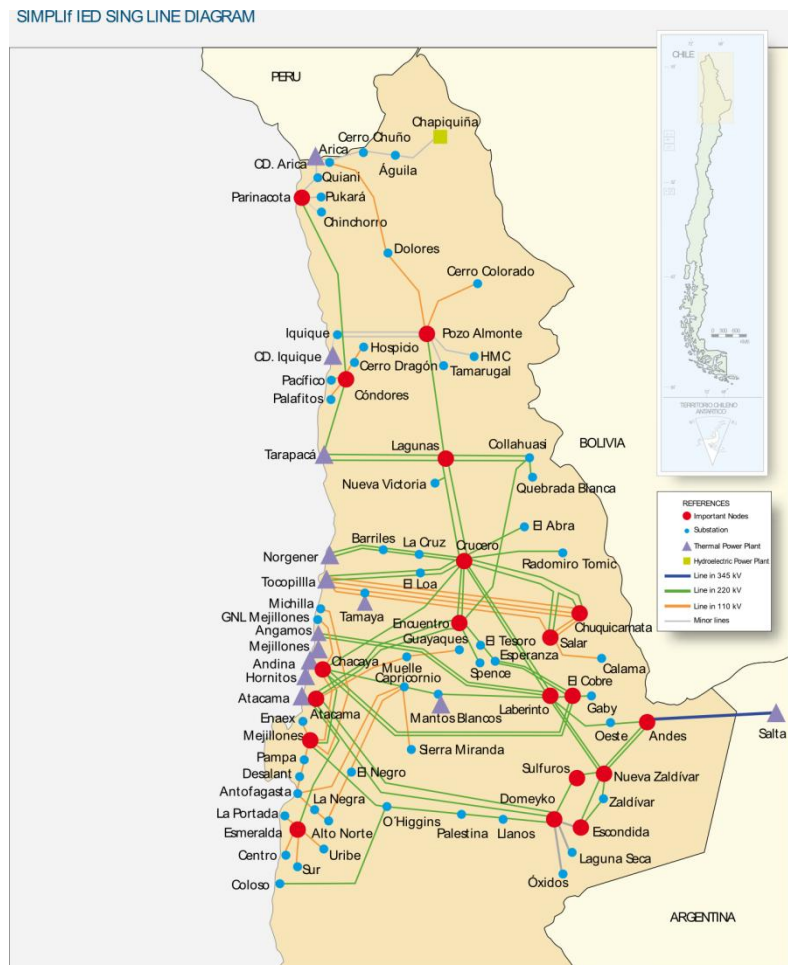 SIMPLIf IED SING LINE DIAGRAM
PERU
CHILE
Chapiquiña
Cerro Chuño
Arica
CD. Arica
Águila
Quiani
Parinacota
Pukará
Chinchorro
Dolores
Cerro Colorado
Iquique
Pozo Almonte
Hospicio
CD. Iquique
HMC
Cerro Dragón
Tamarugal
Pacífico
Cóndores
Palafitos
TERRITORIO CHILENO
ANTÁRTICO
Lagunas
Collahuasi
BOLIVIA
Tarapacá
Nueva Victoria
Quebrada Blanca
REFERENCES
Important Nodes
Substation
Thermal Power Plant
Hydroelectric Power Plant
Line in 345 kV
Line in 220 kV
Line in 110 kV
Minor lines
El Abra
Barriles
La Cruz
Crucero
Norgener
Radomiro Tomic
Tocopillla
El Loa
Michilla
Tamaya
GNL Mejillones
Encuentro
Chuquicamata
Angamos
Guayaques
El Tesoro
Salar
Mejillones
Esperanza
Andina
Chacaya
Muelle
Spence
Calama
Hornitos
Capricornio
El Cobre
Atacama
Atacama
Mantos Blancos
Laberinto
Gaby
Enaex
Oeste
Andes
Salta
Mejillones
Sierra Miranda
Pampa
El Negro
Sulfuros
Nueva Zaldívar
Desalant
Antofagasta
La Negra
Domeyko
Zaldívar
La Portada
O´Higgins
Esmeralda
Alto Norte
Palestina
Llanos
Escondida
Centro
Uribe
Laguna Seca
Sur
Coloso
Óxidos
ARGENTINA